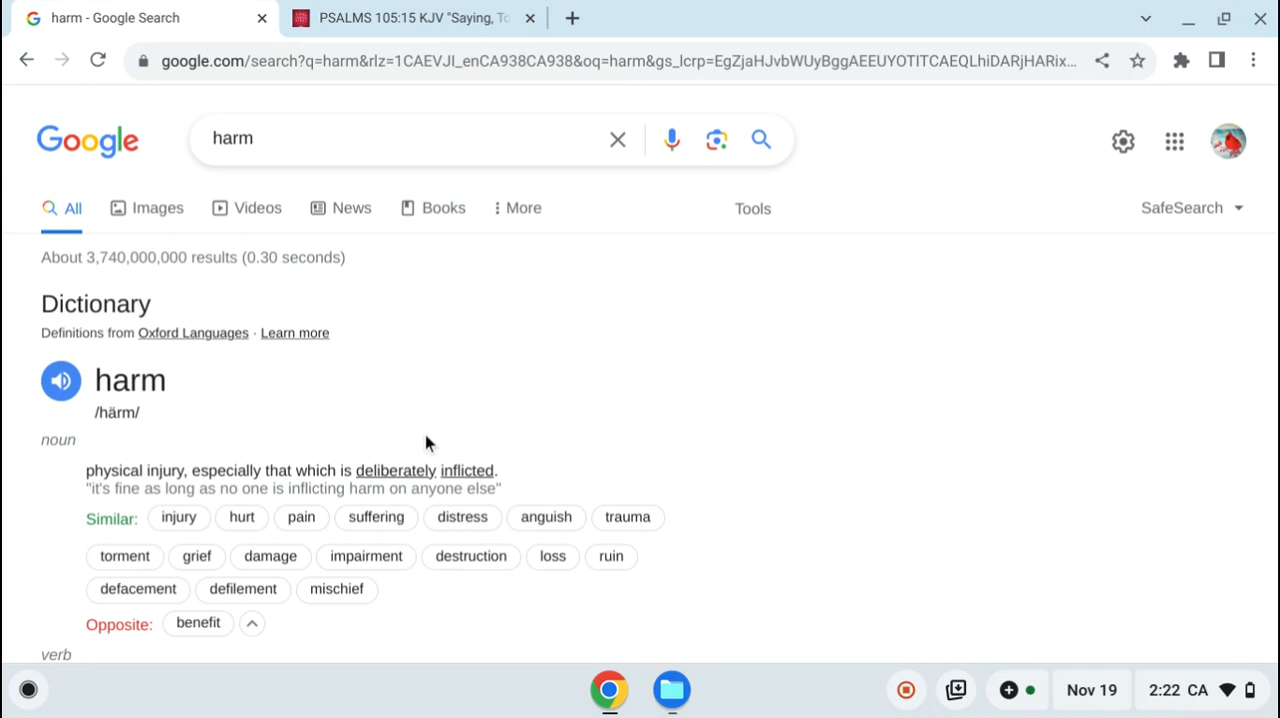 harm - Google Search
PSALMS 105:15 KJV "Saying, To
google.com/search?q=harm&rlz=1CAEVJI_enCA938CA938&oq=harm&gs_lcrp=EgZjaHJvbWUyBggAEEUYOTITCAEQLhiDARjHARix...
Google
harm
All Images Videos News Books More Tools SafeSearch
About 3,740,000,000 results (0.30 seconds)
Dictionary
Definitions from Oxford Languages · Learn more
harm
/härm/
noun
physical injury, especially that which is deliberately inflicted.
"it's fine as long as no one is inflicting harm on anyone else"
Similar: injury hurt pain suffering distress anguish trauma
torment grief damage impairment destruction loss ruin
defacement defilement mischief
Opposite: benefit
verb
Nov 19 2:22 CA